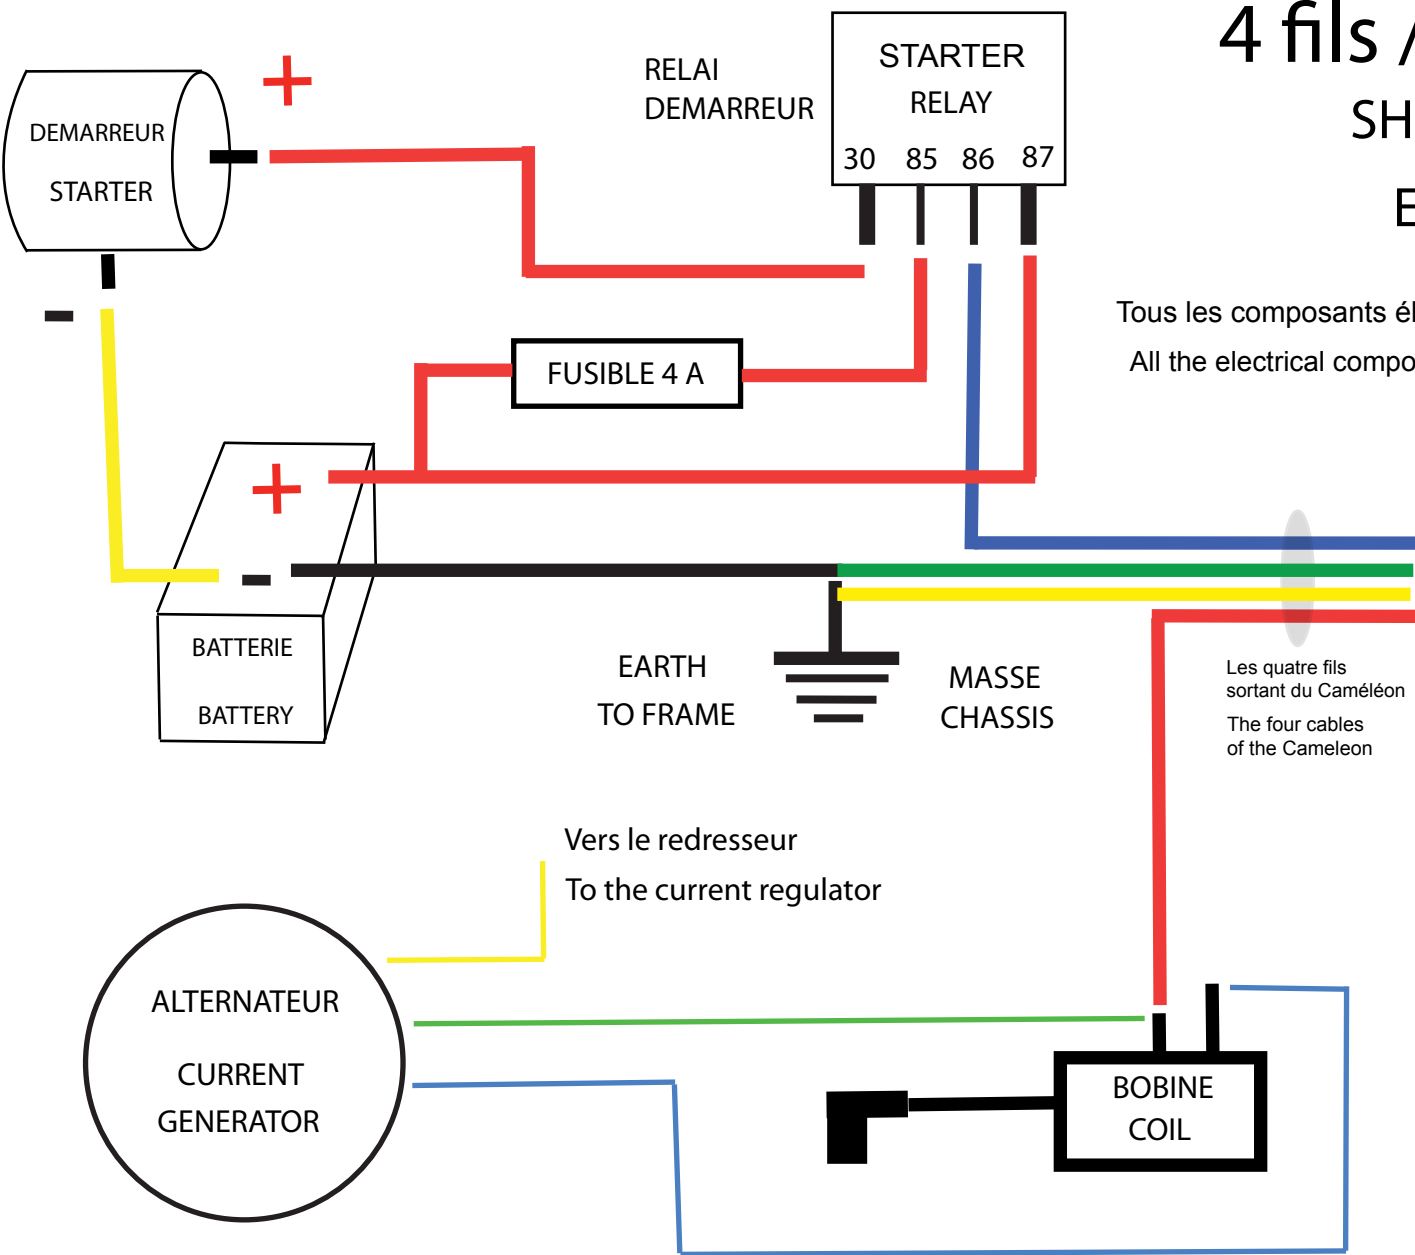 4 fils /
SH
E
RELAI
DEMARREUR
STARTER
RELAY
30 85 86 87
+
DEMARREUR
STARTER
-
Tous les composants él
All the electrical compo
FUSIBLE 4 A
+
-
BATTERIE
BATTERY
EARTH
TO FRAME
MASSE
CHASSIS
Les quatre fils
sortant du Caméléon
The four cables
of the Cameleon
Vers le redresseur
To the current regulator
ALTERNATEUR
CURRENT
GENERATOR
BOBINE
COIL